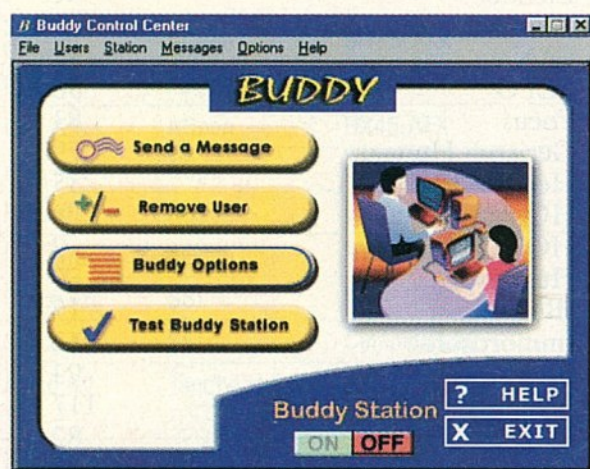 B Buddy Control Center
File Users Station Messages Options Help
BUDDY
Send a Message
+/- Remove User
Buddy Options
Test Buddy Station
Buddy Station
ON OFF
? HELP
X EXIT